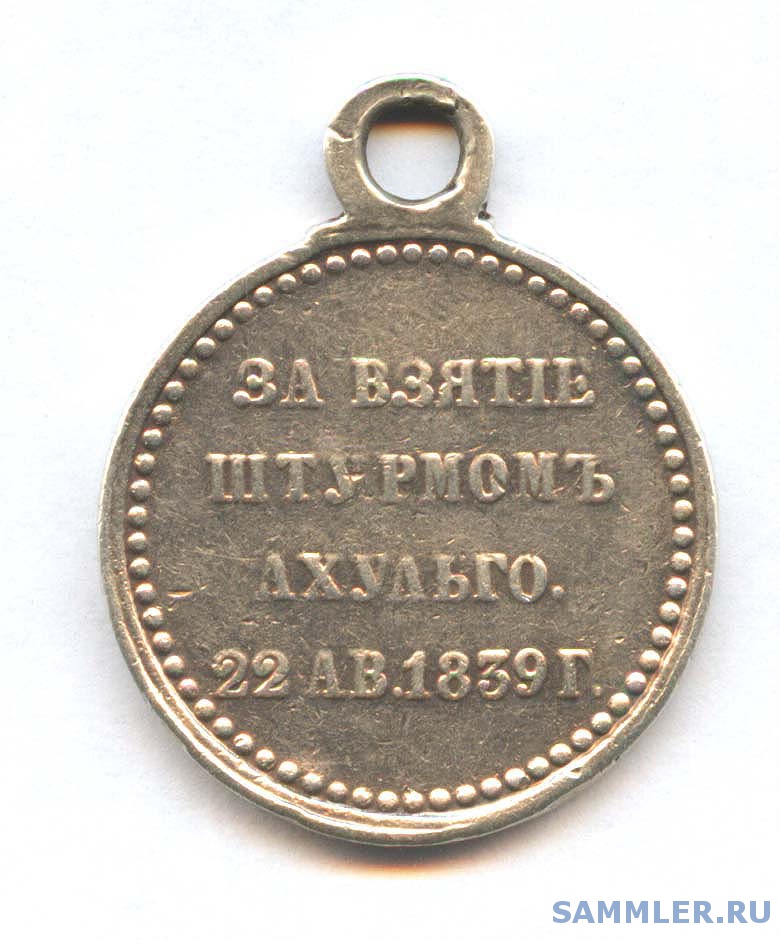 ЗА ВЗЯТІЕ
ШТУРМОМЪ
АХУЛЬГО.
22 АВ. 1839 Г.
SAMMLER.RU